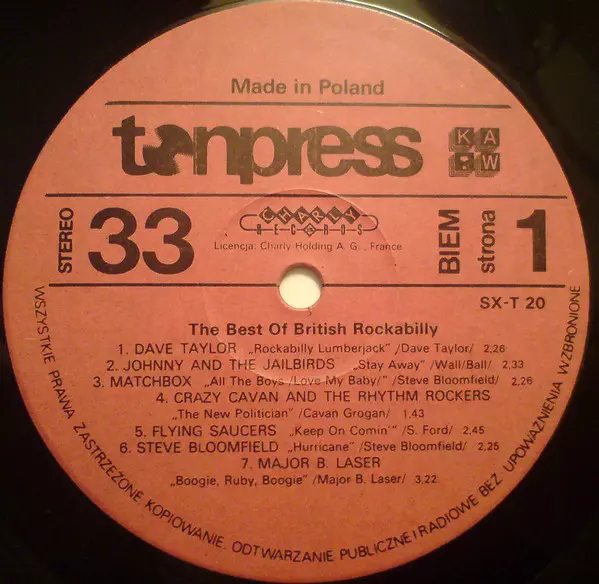 Made in Poland
tonpress
KAW
STEREO
33
CHARLY
RECORDS
Licencja: Charly Holding A. G., France
BIEM
strona
1
SX-T 20
The Best Of British Rockabilly
1. DAVE TAYLOR „Rockabilly Lumberjack" /Dave Taylor/ 2,26
2. JOHNNY AND THE JAILBIRDS „Stay Away" /Wall/Ball/ 2.33
3. MATCHBOX „All The Boys /Love My Baby/" /Steve Bloomfield/ 2.26
4. CRAZY CAVAN AND THE RHYTHM ROCKERS
„The New Politician" /Cavan Grogan/ 1.43
5. FLYING SAUCERS „Keep On Comin'" /S. Ford/ 2.45
6. STEVE BLOOMFIELD „Hurricane" /Steve Bloomfield/ 2.25
7. MAJOR B. LASER
„Boogie, Ruby, Boogie" /Major B. Laser/ 3.22
WSZYSTKIE PRAWA ZASTRZEŻONE KOPIOWANIE, ODTWARZANIE PUBLICZNE I RADIOWE BEZ UPOWAŻNIENIA WZBRONIONE